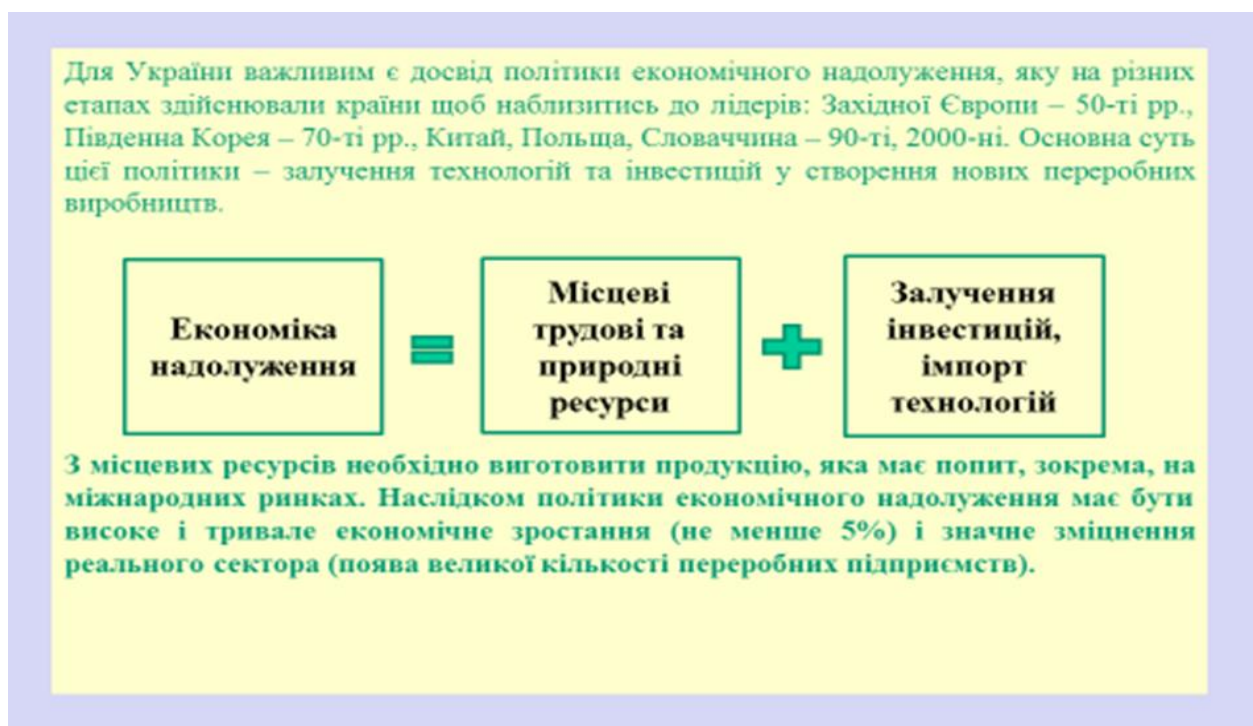 Для України важливим є досвід політики економічного надолуження, яку на різних
етапах здійснювали країни щоб наблизитись до лідерів: Західної Європи – 50-ті рр.,
Південна Корея – 70-ті рр., Китай, Польща, Словаччина – 90-ті, 2000-ні. Основна суть
цієї політики – залучення технологій та інвестицій у створення нових переробних
виробництв.
Економіка
надолуження
=
Місцеві
трудові та
природні
ресурси
+
Залучення
інвестицій,
імпорт
технологій
З місцевих ресурсів необхідно виготовити продукцію, яка має попит, зокрема, на
міжнародних ринках. Наслідком політики економічного надолуження має бути
високе і тривале економічне зростання (не менше 5%) і значне зміцнення
реального сектора (поява великої кількості переробних підприємств).